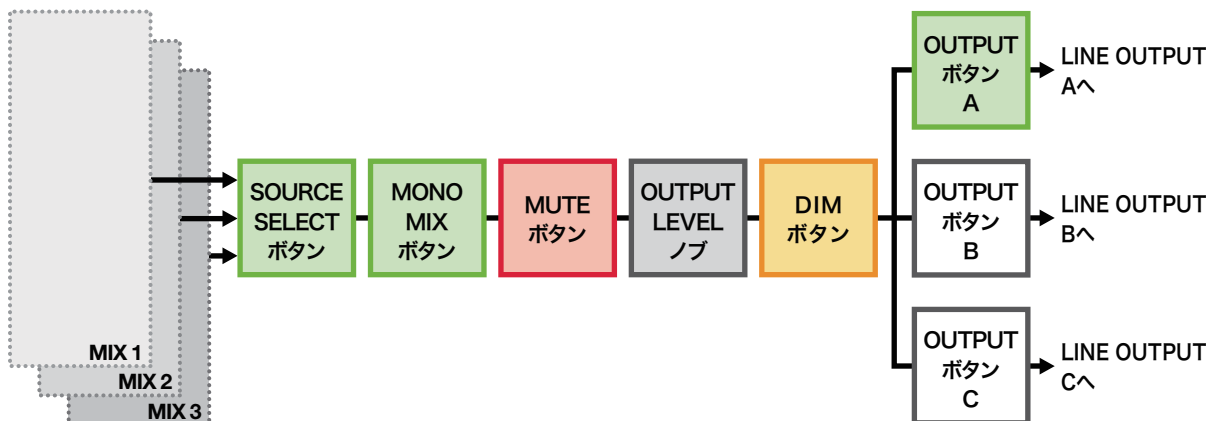 MIX 1
MIX 2
MIX 3
SOURCE
SELECT
ボタン
MONO
MIX
ボタン
MUTE
ボタン
OUTPUT
LEVEL
ノブ
DIM
ボタン
OUTPUT
ボタン
A
LINE OUTPUT
Aへ
OUTPUT
ボタン
B
LINE OUTPUT
Bへ
OUTPUT
ボタン
C
LINE OUTPUT
Cへ